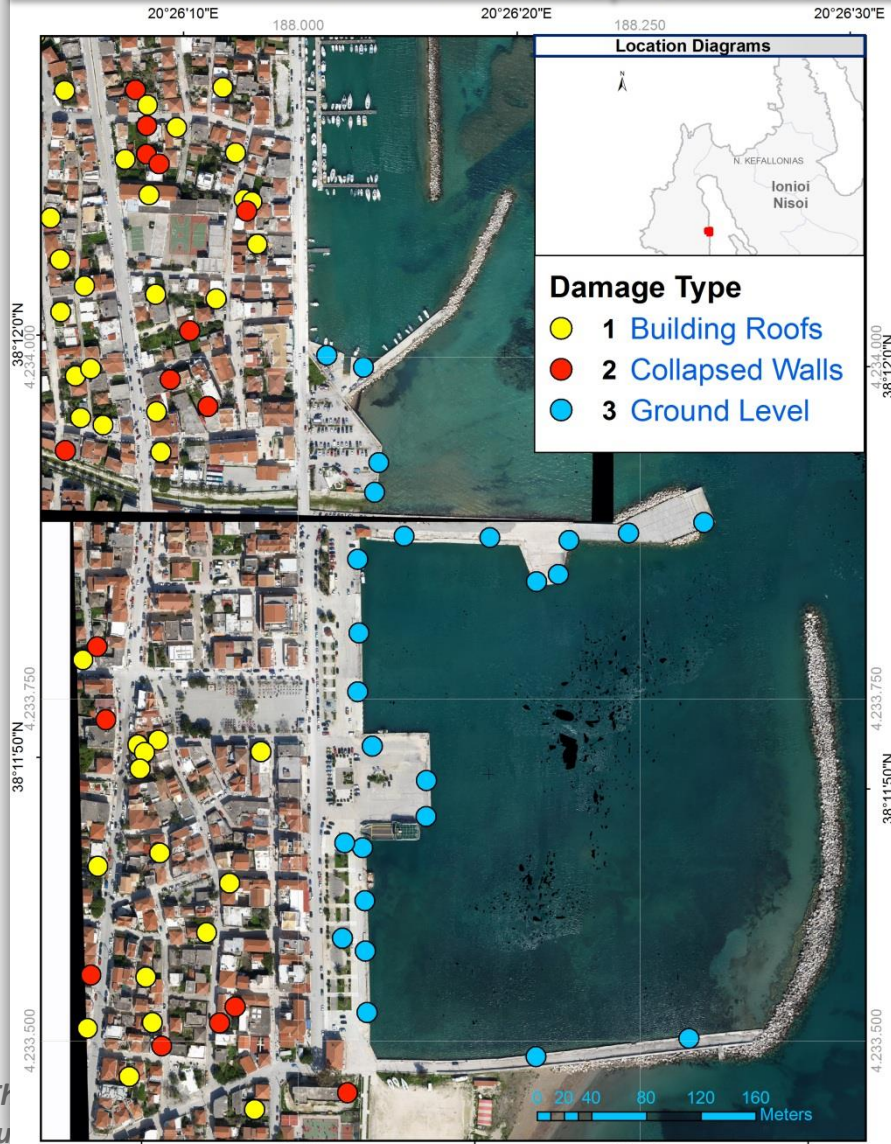 20°26'10"E 20°26'20"E 20°26'30"E
188.000 188.250
Location Diagrams
N
N. KEFALLONIAS
Ionioi
Nisoi
Damage Type
1 Building Roofs
2 Collapsed Walls
3 Ground Level
38°12'0"N
4.234.000
4.234.000
38°12'0"N
4.233.750
4.233.750
38°11'50"N
38°11'50"N
4.233.500
4.233.500
0 20 40 80 120 160
Meters